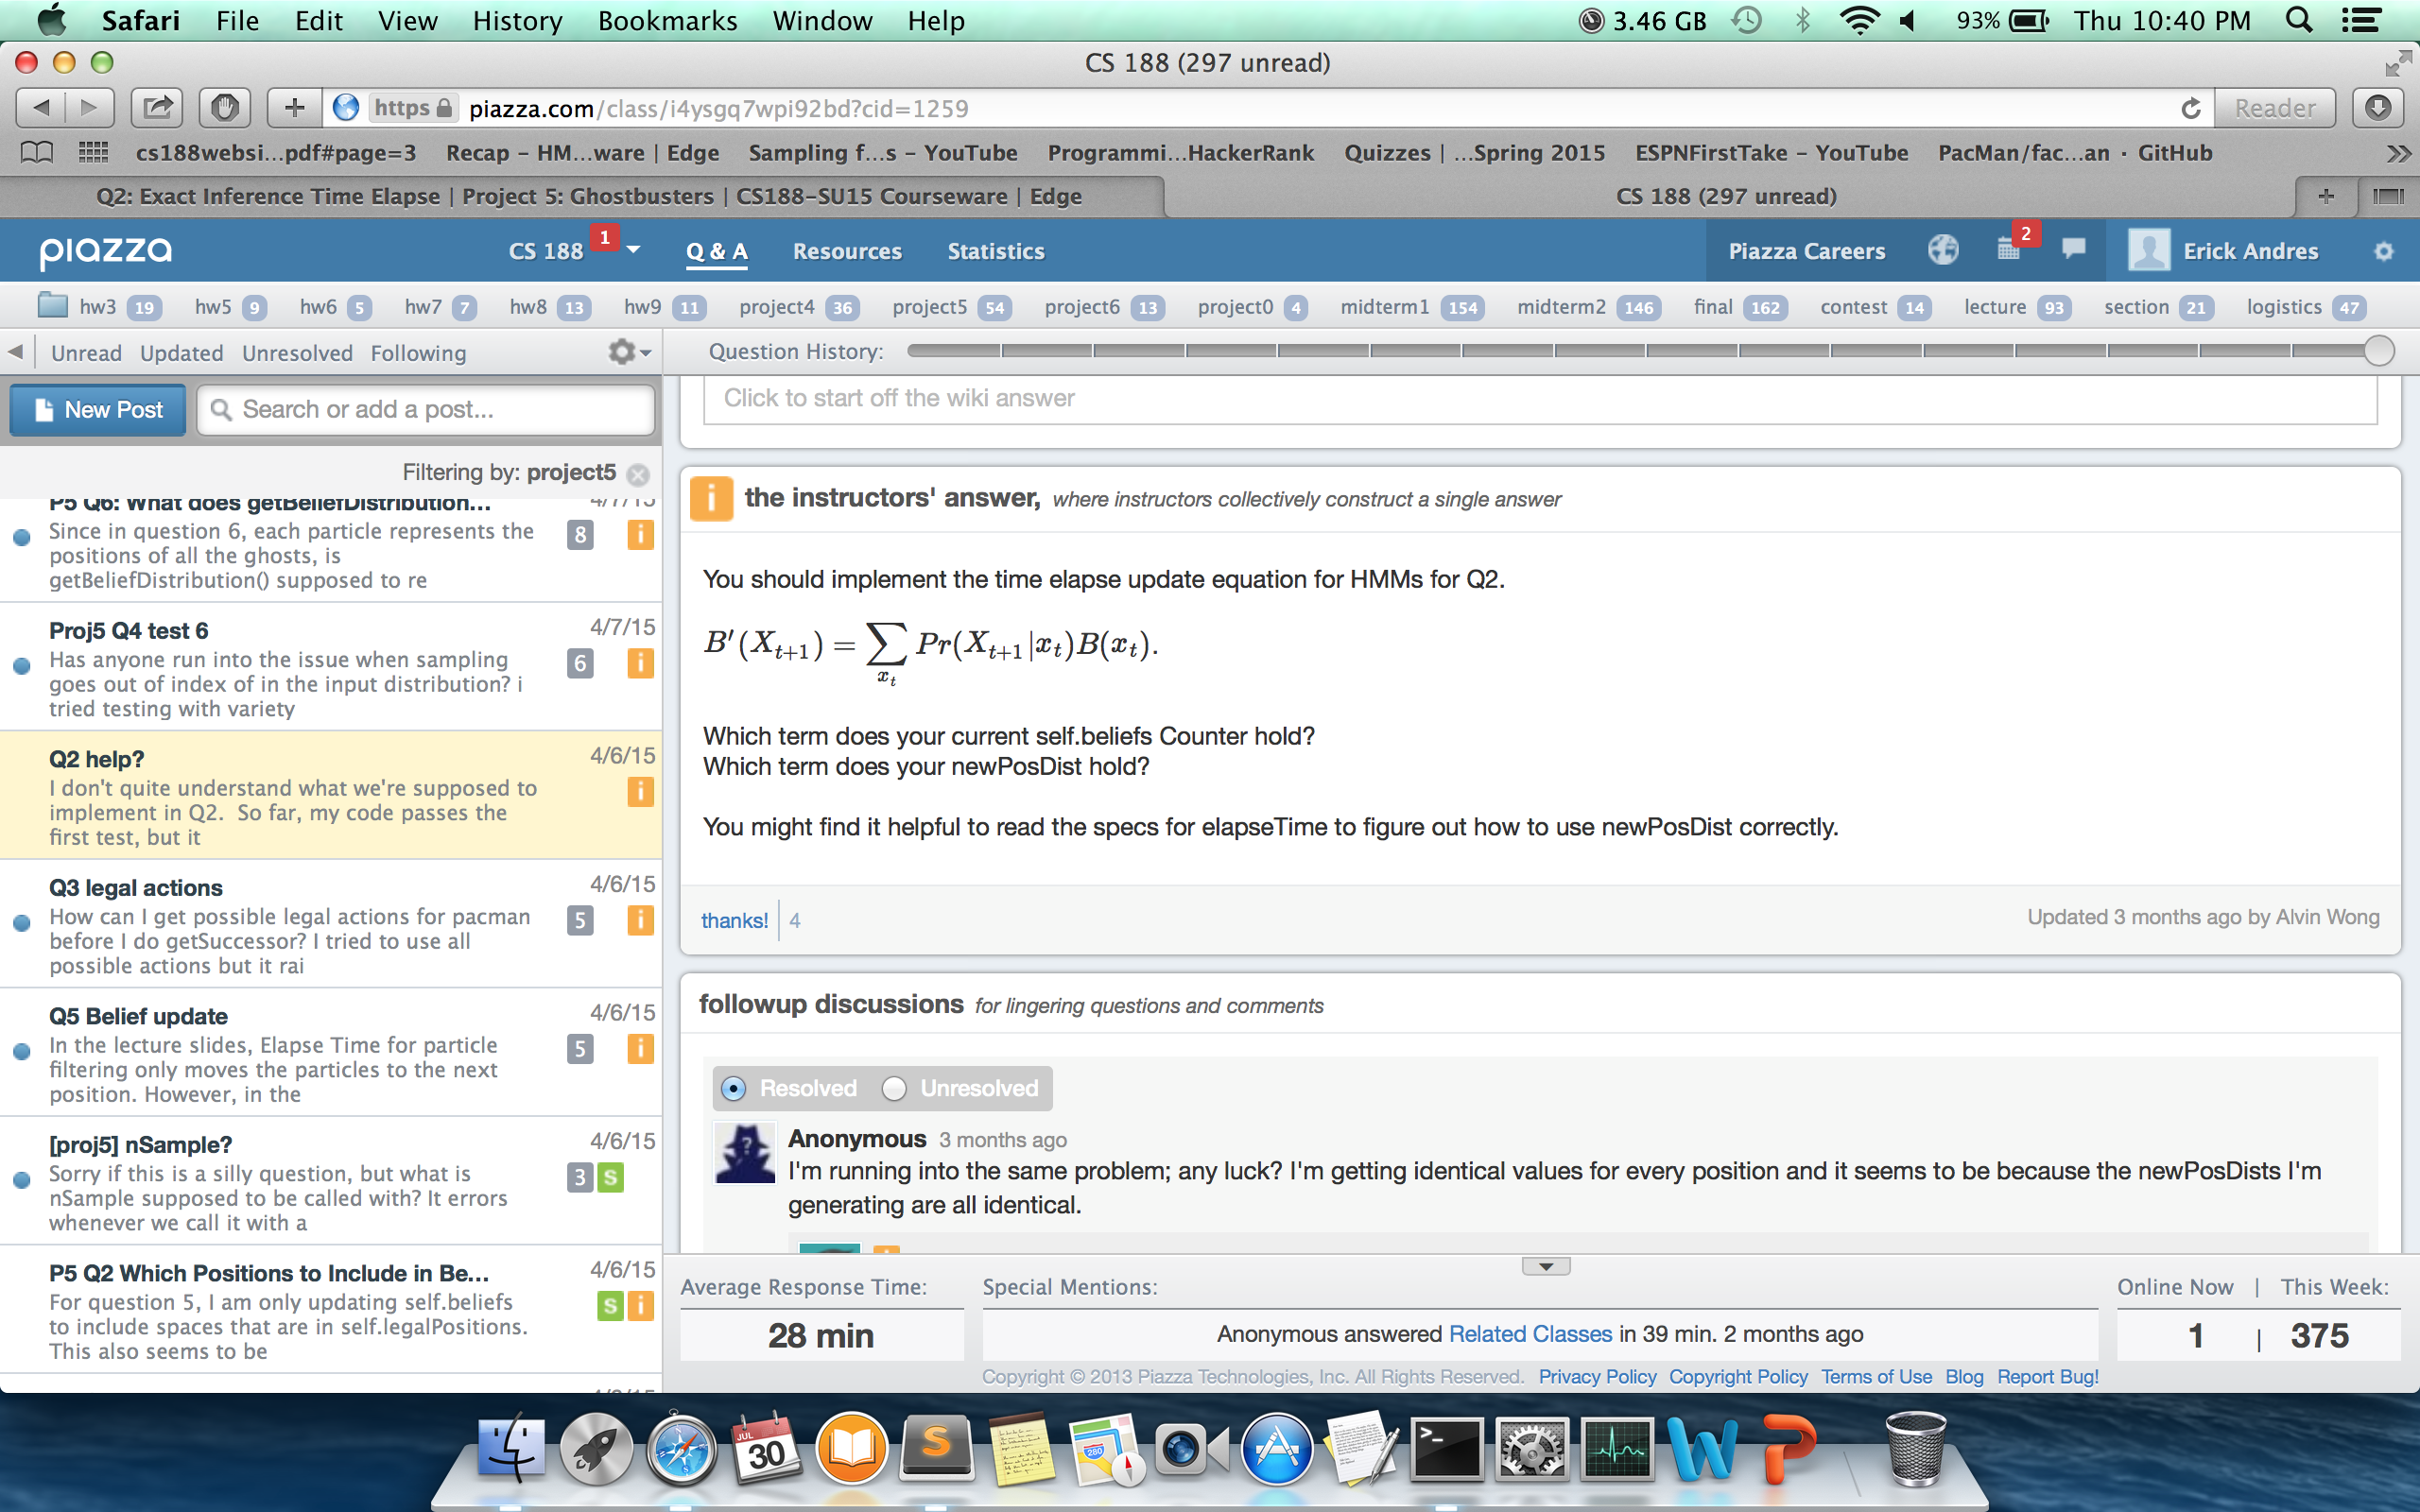 Safari File Edit View History Bookmarks Window Help 3.46 GB 93% Thu 10:40 PM
CS 188 (297 unread)
https piazza.com/class/i4ysgq7wpi92bd?cid=1259 Reader
cs188websi...pdf#page=3 Recap – HM...ware | Edge Sampling f...s – YouTube Programmi...HackerRank Quizzes | ...Spring 2015 ESPNFirstTake – YouTube PacMan/fac...an · GitHub
Q2: Exact Inference Time Elapse | Project 5: Ghostbusters | CS188-SU15 Courseware | Edge CS 188 (297 unread)
piazza CS 188 1 Q & A Resources Statistics Piazza Careers 2 Erick Andres
hw3 19 hw5 9 hw6 5 hw7 7 hw8 13 hw9 11 project4 36 project5 54 project6 13 project0 4 midterm1 154 midterm2 146 final 162 contest 14 lecture 93 section 21 logistics 47
Unread Updated Unresolved Following
Question History:
New Post Search or add a post...
Filtering by: project5
P5 Q6: What does getBeliefDistribution... 4/7/15
Since in question 6, each particle represents the 8 i
positions of all the ghosts, is
getBeliefDistribution() supposed to re
Proj5 Q4 test 6 4/7/15
Has anyone run into the issue when sampling 6 i
goes out of index of in the input distribution? i
tried testing with variety
Q2 help? 4/6/15
I don't quite understand what we're supposed to i
implement in Q2. So far, my code passes the
first test, but it
Q3 legal actions 4/6/15
How can I get possible legal actions for pacman 5 i
before I do getSuccessor? I tried to use all
possible actions but it rai
Q5 Belief update 4/6/15
In the lecture slides, Elapse Time for particle 5 i
filtering only moves the particles to the next
position. However, in the
[proj5] nSample? 4/6/15
Sorry if this is a silly question, but what is 3 s
nSample supposed to be called with? It errors
whenever we call it with a
P5 Q2 Which Positions to Include in Be... 4/6/15
For question 5, I am only updating self.beliefs s i
to include spaces that are in self.legalPositions.
This also seems to be
Click to start off the wiki answer
i the instructors' answer, where instructors collectively construct a single answer
You should implement the time elapse update equation for HMMs for Q2.
B′(X_{t+1}) = ∑_{x_t} Pr(X_{t+1}|x_t)B(x_t).
Which term does your current self.beliefs Counter hold?
Which term does your newPosDist hold?
You might find it helpful to read the specs for elapseTime to figure out how to use newPosDist correctly.
thanks! 4 Updated 3 months ago by Alvin Wong
followup discussions for lingering questions and comments
Resolved Unresolved
Anonymous 3 months ago
I'm running into the same problem; any luck? I'm getting identical values for every position and it seems to be because the newPosDists I'm
generating are all identical.
Average Response Time: Special Mentions: Online Now | This Week:
28 min Anonymous answered Related Classes in 39 min. 2 months ago 1 | 375
Copyright © 2013 Piazza Technologies, Inc. All Rights Reserved. Privacy Policy Copyright Policy Terms of Use Blog Report Bug!
JUL
30
280